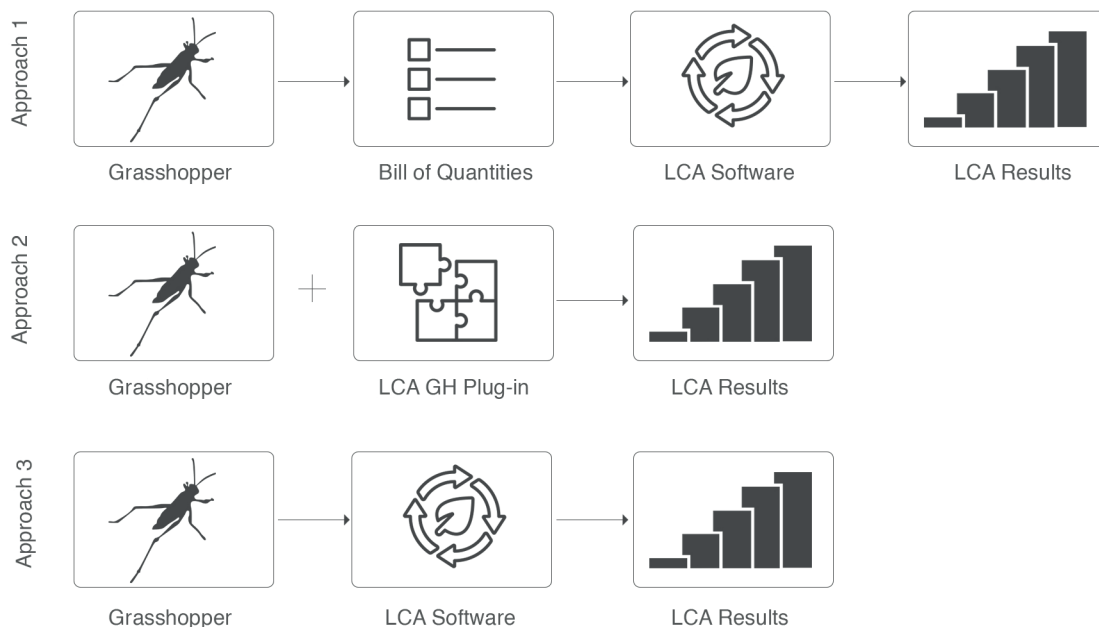 Approach 1
Grasshopper
Bill of Quantities
LCA Software
LCA Results
Approach 2
Grasshopper
LCA GH Plug-in
LCA Results
Approach 3
Grasshopper
LCA Software
LCA Results